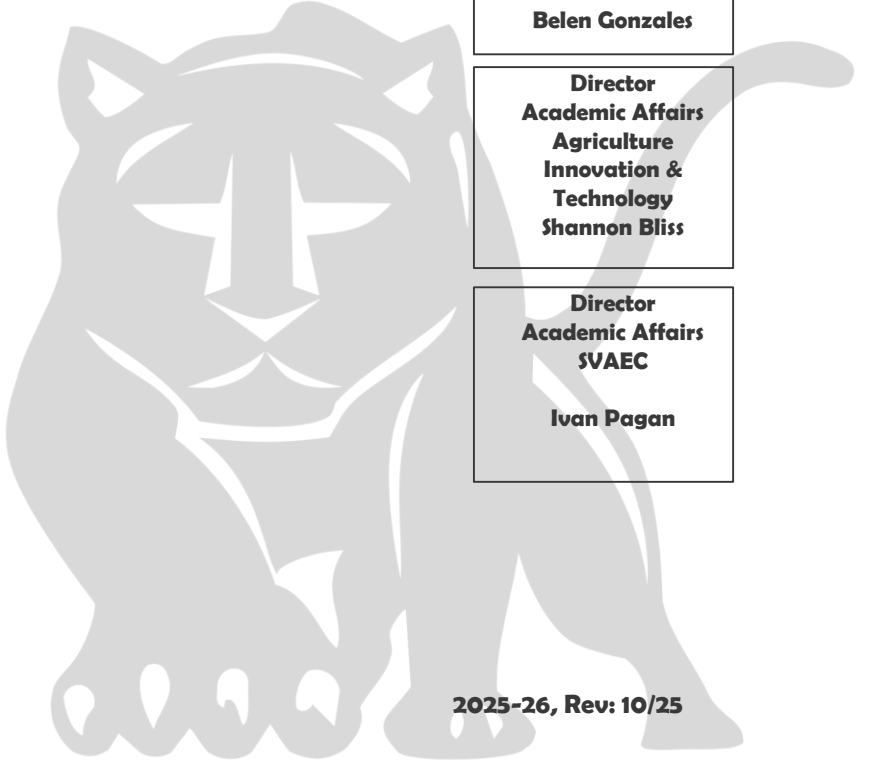 Belen Gonzales
Director
Academic Affairs
Agriculture
Innovation &
Technology
Shannon Bliss
Director
Academic Affairs
SVAEC
Ivan Pagan
2025-26, Rev: 10/25